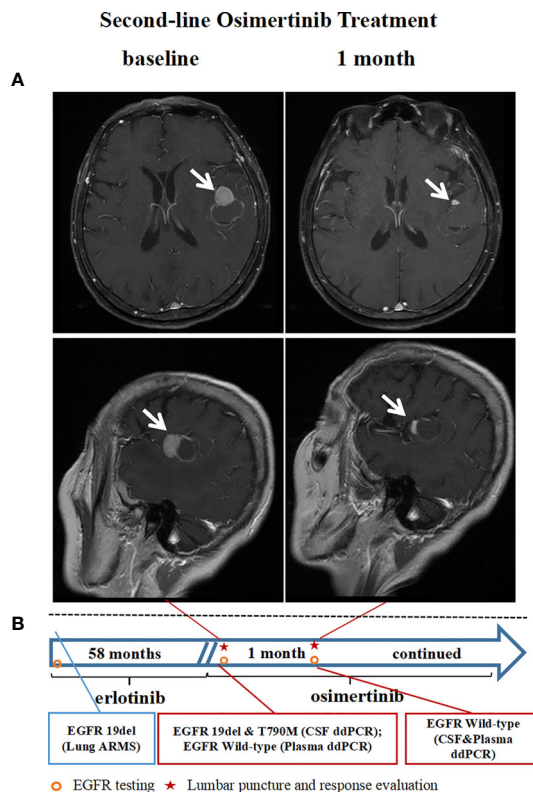 Second-line Osimertinib Treatment
baseline
1 month
A
B
58 months
1 month
continued
erlotinib
osimertinib
EGFR 19del
(Lung ARMS)
EGFR 19del & T790M (CSF ddPCR);
EGFR Wild-type (Plasma ddPCR)
EGFR Wild-type
(CSF&Plasma
ddPCR)
EGFR testing
Lumbar puncture and response evaluation